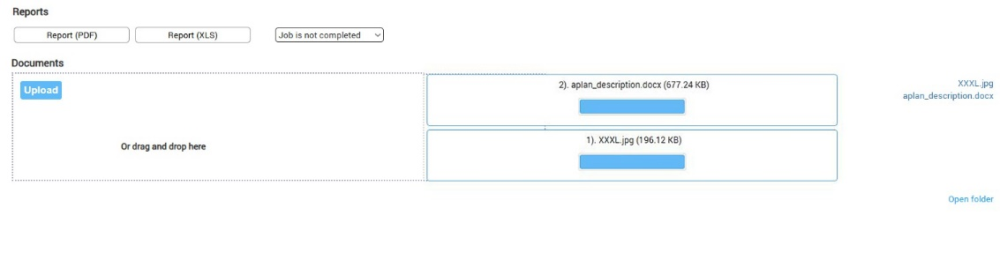 Reports
Report (PDF)
Report (XLS)
Job is not completed
Documents
Upload
Or drag and drop here
2). aplan_description.docx (677.24 KB)
1). XXXL.jpg (196.12 KB)
XXXL.jpg
aplan_description.docx
Open folder